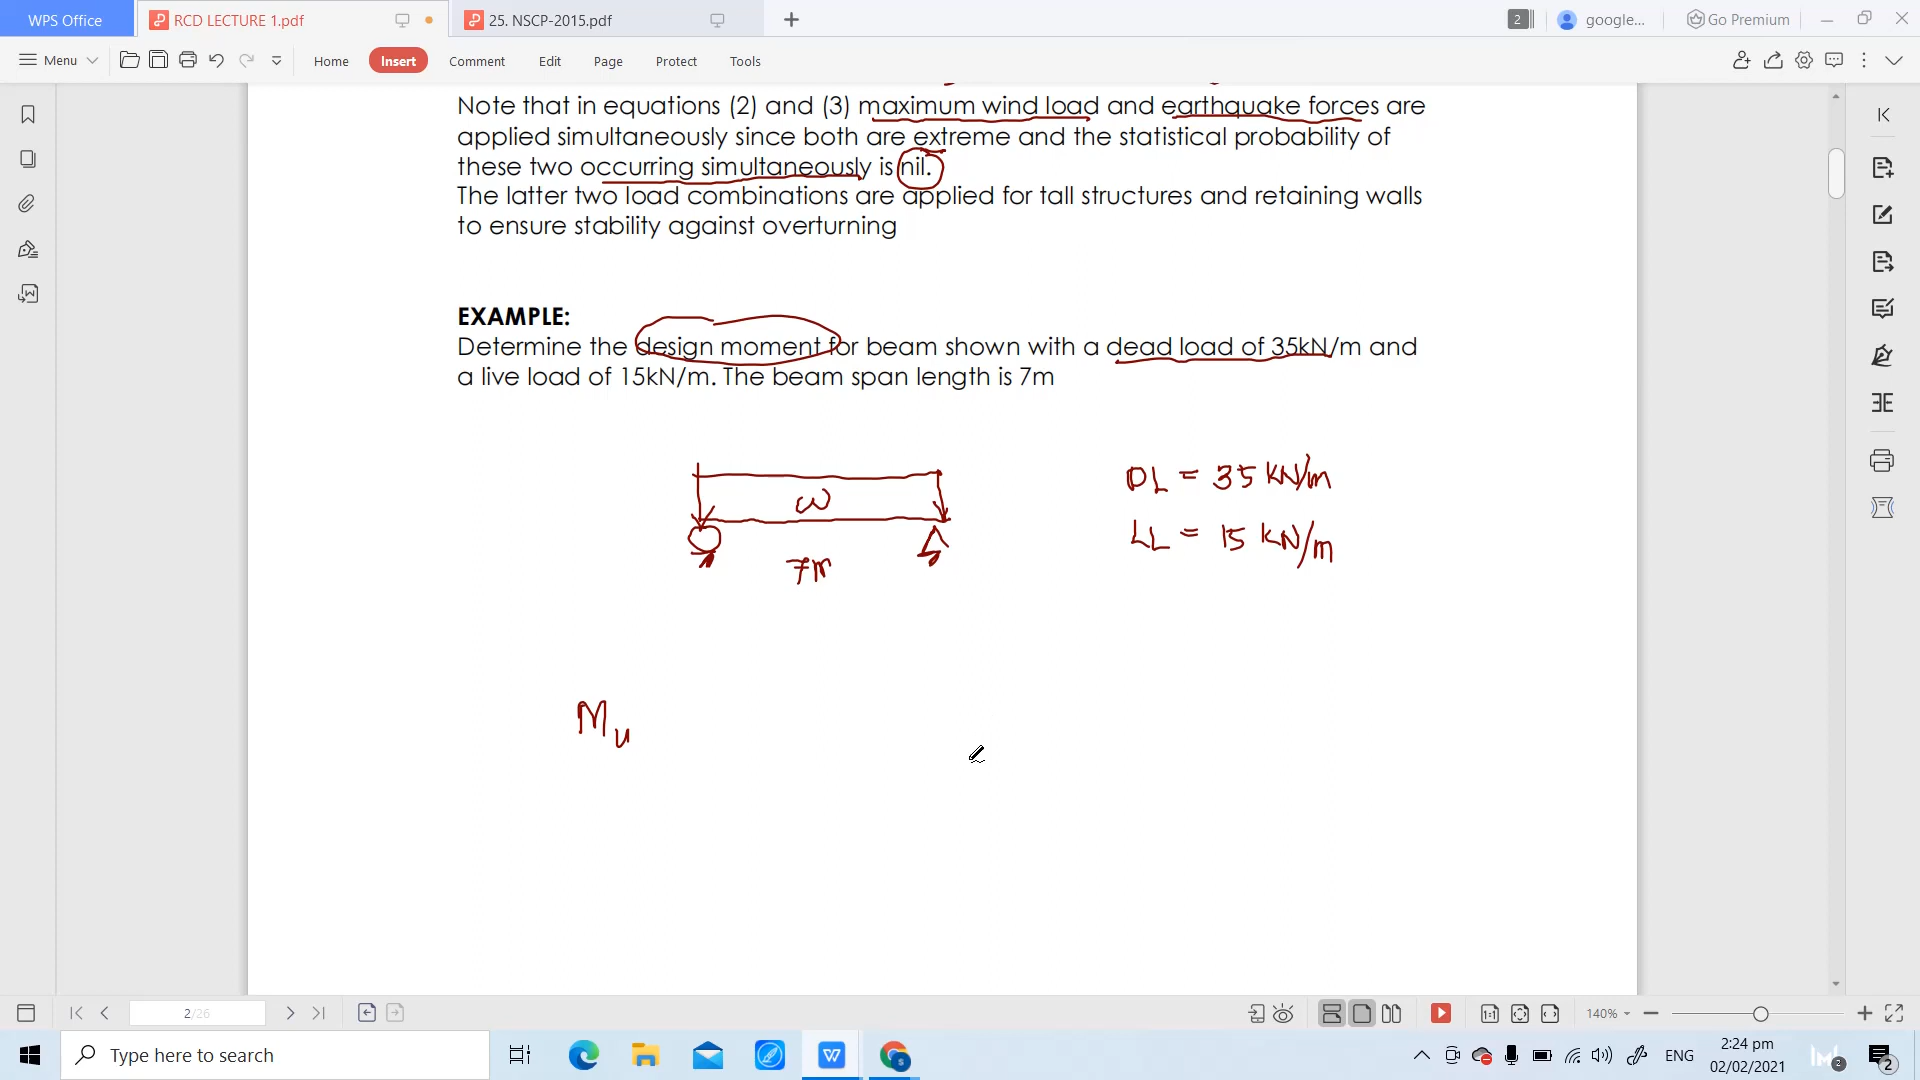 WPS Office
RCD LECTURE 1.pdf
25. NSCP-2015.pdf
2
google...
Go Premium
Menu
Home
Insert
Comment
Edit
Page
Protect
Tools
Note that in equations (2) and (3) maximum wind load and earthquake forces are
applied simultaneously since both are extreme and the statistical probability of
these two occurring simultaneously is nil.
The latter two load combinations are applied for tall structures and retaining walls
to ensure stability against overturning
EXAMPLE:
Determine the design moment for beam shown with a dead load of 35kN/m and
a live load of 15kN/m. The beam span length is 7m
ω
7m
DL = 35 KN/m
LL = 15 KN/m
Mu
2/26
1:1
140%
Type here to search
ENG
2:24 pm
02/02/2021
2
2